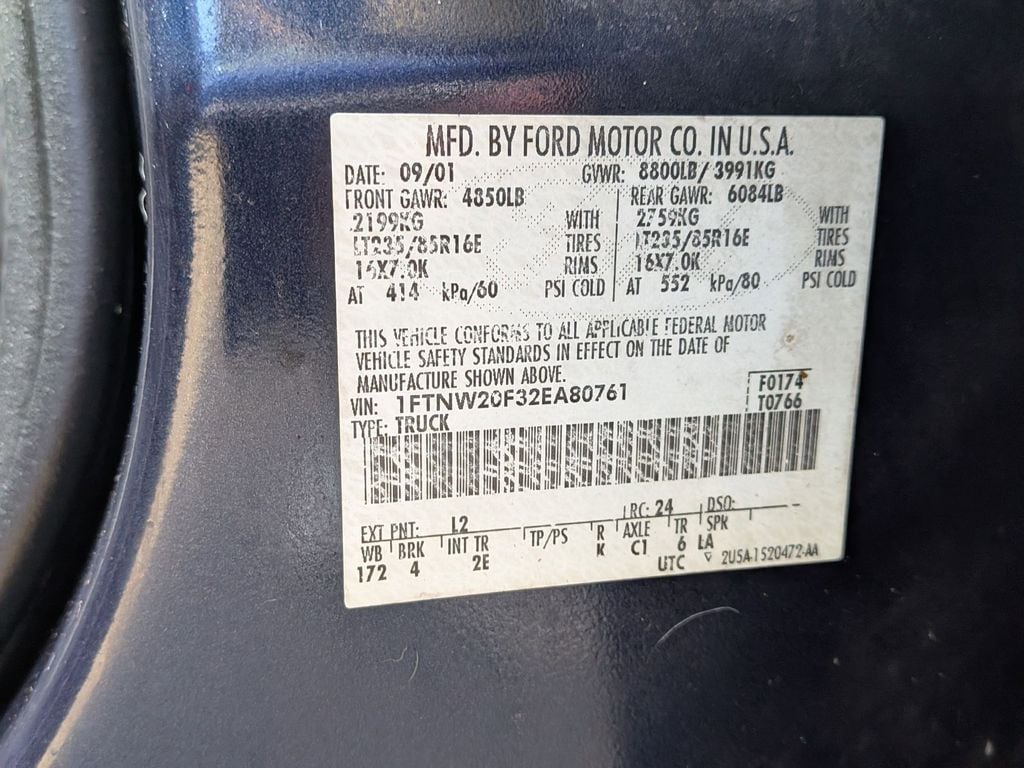 MFD. BY FORD MOTOR CO. IN U.S.A.
DATE: 09/01 GVWR: 8800LB/ 3991KG
FRONT GAWR: 4850LB REAR GAWR: 6084LB
2199KG WITH 2759KG WITH
LT235/85R16E TIRES LT235/85R16E TIRES
16X7.0K RIMS 16X7.0K RIMS
AT 414 kPa/60 PSI COLD AT 552 kPa/80 PSI COLD
THIS VEHICLE CONFORMS TO ALL APPLICABLE FEDERAL MOTOR
VEHICLE SAFETY STANDARDS IN EFFECT ON THE DATE OF
MANUFACTURE SHOWN ABOVE.
VIN: 1FTNW20F32EA80761 F0174
TYPE: TRUCK T0766
EXT PNT: L2 RC: 24 DSO:
WB BRK INT TR TP/PS R AXLE TR SPR
172 4 2E K C1 6 LA
UTC ▽ 2U5A-1520472-AA